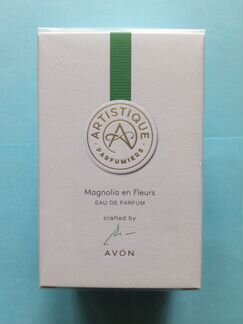 ARTISTIQUE
PARFUMIERS
Magnolia en Fleurs
EAU DE PARFUM
crafted by
AVON